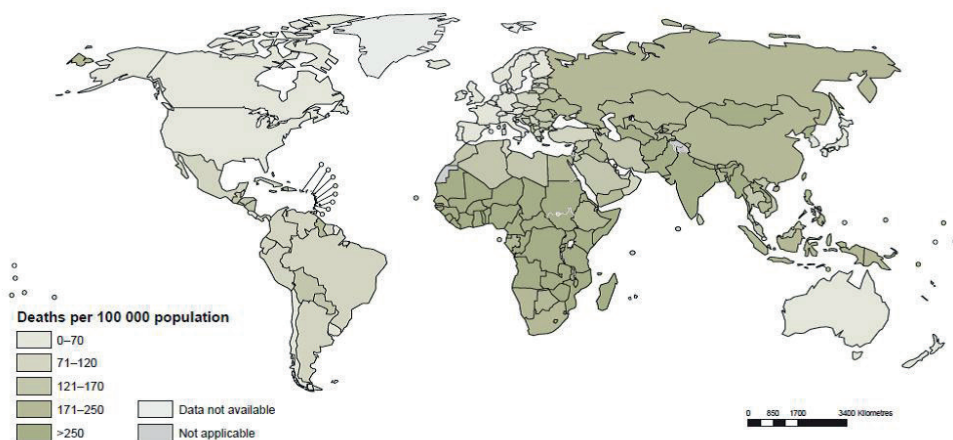 Deaths per 100 000 population
0–70
71–120
121–170
171–250
>250
Data not available
Not applicable
0 850 1700 3400 Kilometres